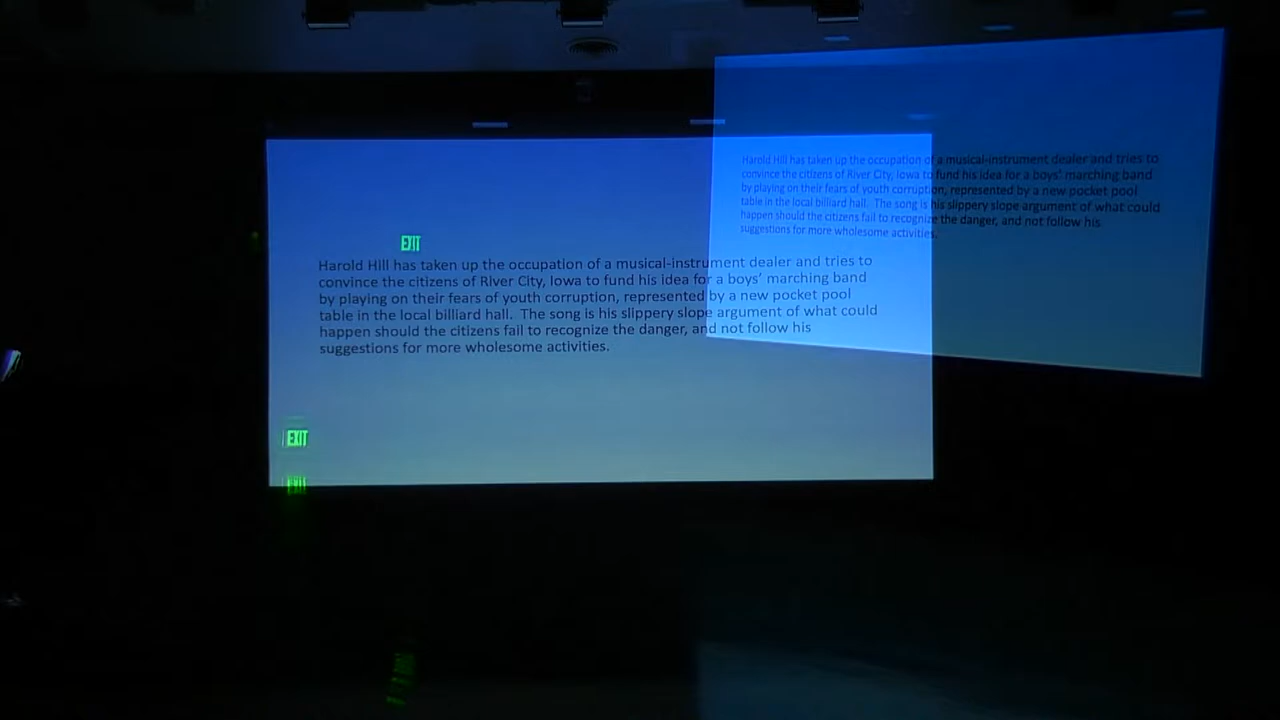 Harold Hill has taken up the occupation of a musical-instrument dealer and tries to
convince the citizens of River City, Iowa to fund his idea for a boys' marching band
by playing on their fears of youth corruption, represented by a new pocket pool
table in the local billiard hall.  The song is his slippery slope argument of what could
happen should the citizens fail to recognize the danger, and not follow his
suggestions for more wholesome activities.
EXIT
Harold Hill has taken up the occupation of a musical-instrument dealer and tries to
convince the citizens of River City, Iowa to fund his idea for a boys' marching band
by playing on their fears of youth corruption, represented by a new pocket pool
table in the local billiard hall.  The song is his slippery slope argument of what could
happen should the citizens fail to recognize the danger, and not follow his
suggestions for more wholesome activities.
EXIT